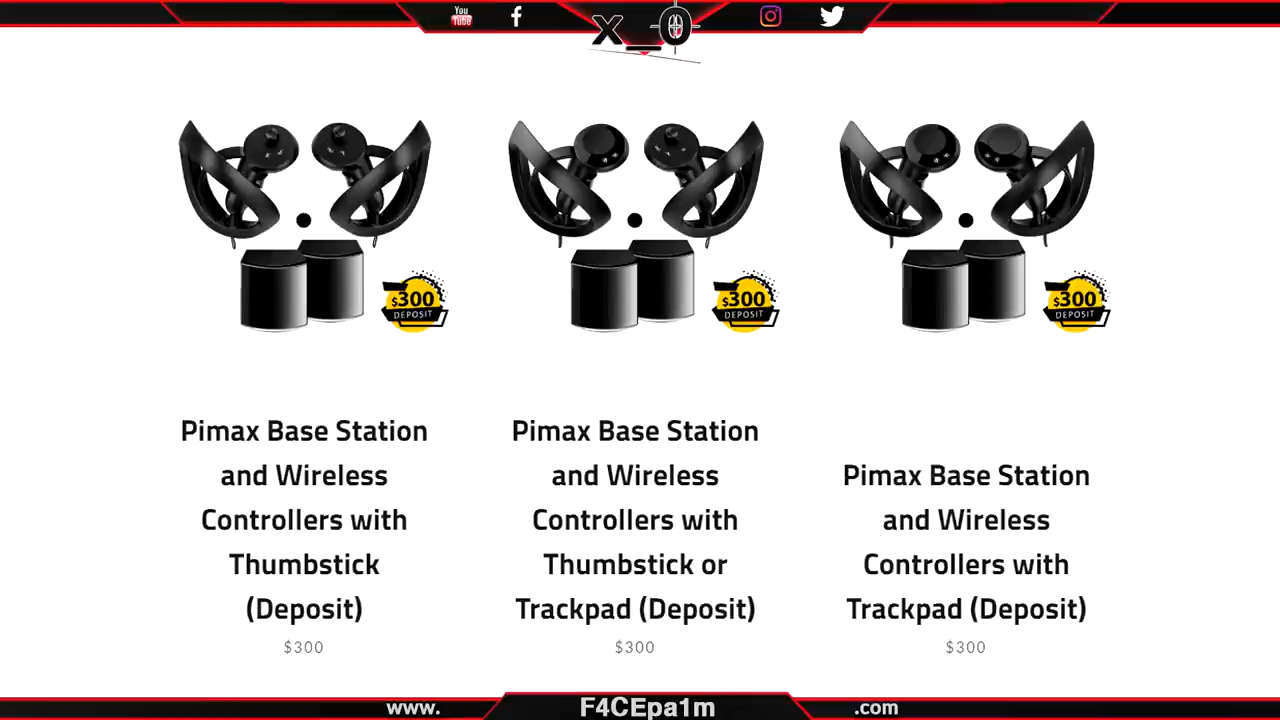 You
Tube
X_0
$300
DEPOSIT
$300
DEPOSIT
$300
DEPOSIT
Pimax Base Station
and Wireless
Controllers with
Thumbstick
(Deposit)
$300
Pimax Base Station
and Wireless
Controllers with
Thumbstick or
Trackpad (Deposit)
$300
Pimax Base Station
and Wireless
Controllers with
Trackpad (Deposit)
$300
www. F4CEpa1m .com